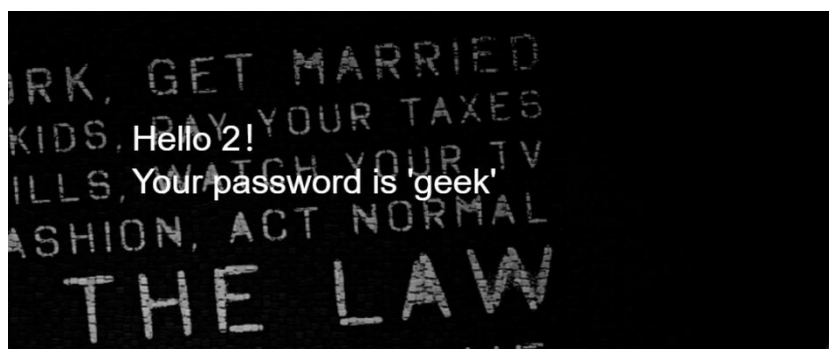 ORK, GET MARRIED
KIDS, PAY YOUR TAXES
Hello 2!
ILLS, WATCH YOUR TV
Your password is 'geek'
ASHION, ACT NORMAL
THE LAW